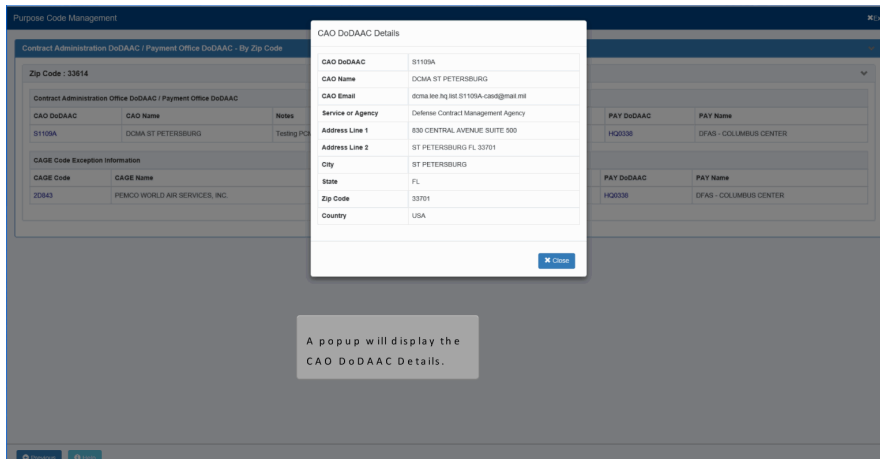 Purpose Code Management
Contract Administration DoDAAC / Payment Office DoDAAC - By Zip Code
Zip Code : 33614
Contract Administration Office DoDAAC / Payment Office DoDAAC
CAO DoDAAC CAO Name Notes PAY DoDAAC PAY Name
S1109A DCMA ST PETERSBURG Testing HQ0338 DFAS - COLUMBUS CENTER
CAGE Code Exception Information
CAGE Code CAGE Name PAY DoDAAC PAY Name
2D843 PEMCO WORLD AIR SERVICES, INC. HQ0338 DFAS - COLUMBUS CENTER
CAO DoDAAC Details
CAO DoDAAC S1109A
CAO Name DCMA ST PETERSBURG
CAO Email dcma.lee.hq.list.S1109A-casd@mail.mil
Service or Agency Defense Contract Management Agency
Address Line 1 830 CENTRAL AVENUE SUITE 500
Address Line 2 ST PETERSBURG FL 33701
City ST PETERSBURG
State FL
Zip Code 33701
Country USA
Close
A popup will display the
CAO DoDAAC Details.
Previous